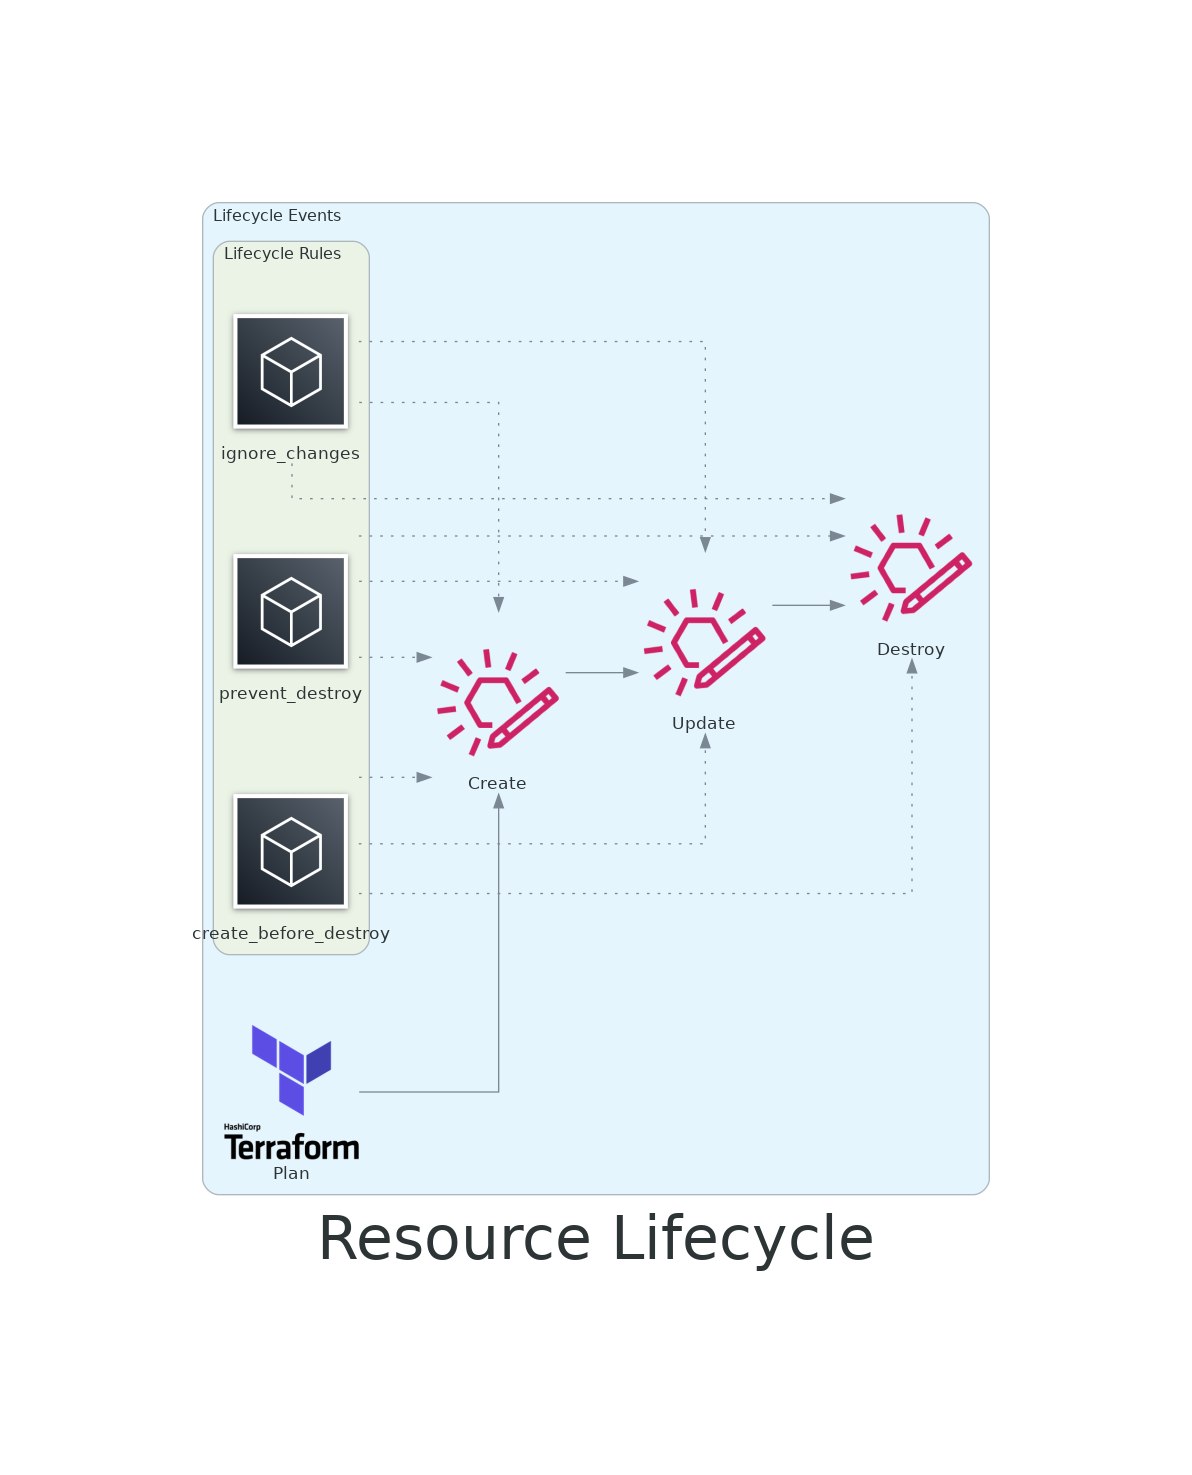 Lifecycle Events
Lifecycle Rules
ignore_changes
prevent_destroy
create_before_destroy
Create
Update
Destroy
HashiCorp
Terraform
Plan
Resource Lifecycle